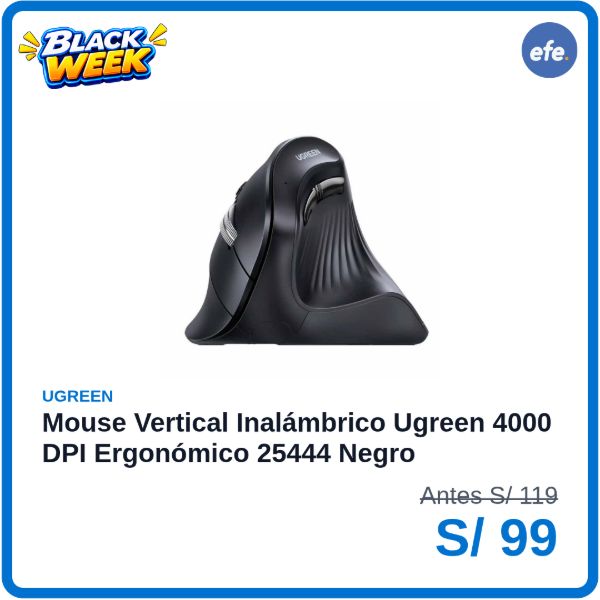 BLACK
WEEK
efe.
UGREEN
UGREEN
Mouse Vertical Inalámbrico Ugreen 4000
DPI Ergonómico 25444 Negro
Antes S/ 119
S/ 99